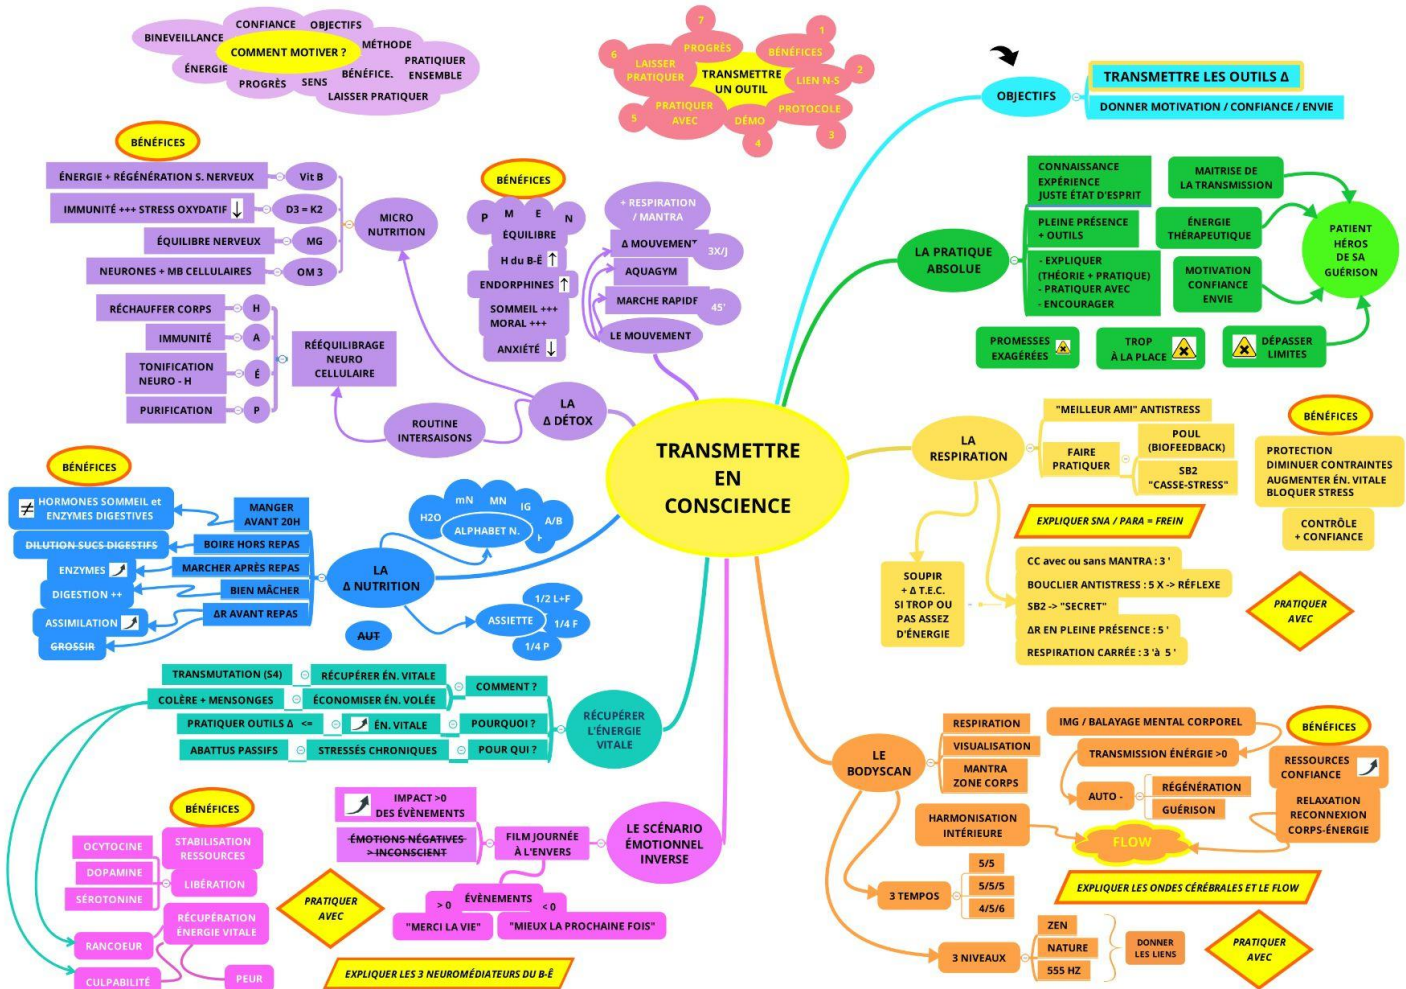 BINEVEILLANCE
CONFIANCE
OBJECTIFS
MÉTHODE
COMMENT MOTIVER ?
PRATIQIUER
ENSEMBLE
ÉNERGIE
PROGRÈS
SENS
BÉNÉFICE.
LAISSER PRATIQUER
7
PROGRÈS
1
BÉNÉFICES
6
LAISSER
PRATIQUER
TRANSMETTRE
UN OUTIL
LIEN N-S
2
5
PRATIQUER
AVEC
DÉMO
4
PROTOCOLE
3
OBJECTIFS
TRANSMETTRE LES OUTILS Δ
DONNER MOTIVATION / CONFIANCE / ENVIE
BÉNÉFICES
ÉNERGIE + RÉGÉNÉRATION S. NERVEUX
Vit B
IMMUNITÉ +++ STRESS OXYDATIF ↓
D3 = K2
ÉQUILIBRE NERVEUX
MG
NEURONES + MB CELLULAIRES
OM 3
MICRO
NUTRITION
RÉCHAUFFER CORPS
H
IMMUNITÉ
A
TONIFICATION
NEURO - H
É
PURIFICATION
P
RÉÉQUILIBRAGE
NEURO
CELLULAIRE
ROUTINE
INTERSAISONS
LA
Δ DÉTOX
BÉNÉFICES
P
M
E
N
ÉQUILIBRE
H du B-Ë ↑
ENDORPHINES ↑
SOMMEIL +++
MORAL +++
ANXIÉTÉ ↓
+ RESPIRATION
/ MANTRA
Δ MOUVEMENT
3X/J
AQUAGYM
MARCHE RAPIDE
45'
LE MOUVEMENT
LA PRATIQUE
ABSOLUE
CONNAISSANCE
EXPÉRIENCE
JUSTE ÉTAT D'ESPRIT
PLEINE PRÉSENCE
+ OUTILS
- EXPLIQUER
(THÉORIE + PRATIQUE)
- PRATIQUER AVEC
- ENCOURAGER
MAITRISE DE
LA TRANSMISSION
ÉNERGIE
THÉRAPEUTIQUE
MOTIVATION
CONFIANCE
ENVIE
PATIENT
HÉROS
DE SA
GUÉRISON
PROMESSES
EXAGÉRÉES
TROP
À LA PLACE
DÉPASSER
LIMITES
TRANSMETTRE
EN
CONSCIENCE
LA
RESPIRATION
"MEILLEUR AMI" ANTISTRESS
FAIRE
PRATIQUER
POUL
(BIOFEEDBACK)
SB2
"CASSE-STRESS"
EXPLIQUER SNA / PARA = FREIN
BÉNÉFICES
PROTECTION
DIMINUER CONTRAINTES
AUGMENTER ÉN. VITALE
BLOQUER STRESS
CONTRÔLE
+ CONFIANCE
PRATIQUER
AVEC
SOUPIR
+ Δ T.E.C.
SI TROP OU
PAS ASSEZ
D'ÉNERGIE
CC avec ou sans MANTRA : 3 '
BOUCLIER ANTISTRESS : 5 X -> RÉFLEXE
SB2 -> "SECRET"
ΔR EN PLEINE PRÉSENCE : 5 '
RESPIRATION CARRÉE : 3 'à 5 '
BÉNÉFICES
≠ HORMONES SOMMEIL et
ENZYMES DIGESTIVES
MANGER
AVANT 20H
DILUTION SUCS DIGESTIFS
BOIRE HORS REPAS
ENZYMES
MARCHER APRÈS REPAS
DIGESTION ++
BIEN MÂCHER
ASSIMILATION
ΔR AVANT REPAS
GROSSIR
LA
Δ NUTRITION
H2O
mN
MN
IG
A/B
ALPHABET N.
ASSIETTE
1/2 L+F
1/4 F
1/4 P
AUT
TRANSMUTATION (S4)
RÉCUPÉRER ÉN. VITALE
COMMENT ?
COLÈRE + MENSONGES
ÉCONOMISER ÉN. VOLÉE
PRATIQUER OUTILS Δ <=
ÉN. VITALE
POURQUOI ?
ABATTUS PASSIFS
STRESSÉS CHRONIQUES
POUR QUI ?
RÉCUPÉRER
L'ÉNERGIE
VITALE
BÉNÉFICES
OCYTOCINE
DOPAMINE
SÉROTONINE
STABILISATION
RESSOURCES
LIBÉRATION
RÉCUPÉRATION
ÉNERGIE VITALE
RANCOEUR
CULPABILITÉ
PEUR
PRATIQUER
AVEC
IMPACT >0
DES ÉVÈNEMENTS
ÉMOTIONS NÉGATIVES
> INCONSCIENT
FILM JOURNÉE
À L'ENVERS
LE SCÉNARIO
ÉMOTIONNEL
INVERSE
> 0
ÉVÈNEMENTS
< 0
"MERCI LA VIE"
"MIEUX LA PROCHAINE FOIS"
EXPLIQUER LES 3 NEUROMÉDIATEURS DU B-Ê
LE
BODYSCAN
RESPIRATION
VISUALISATION
MANTRA
ZONE CORPS
IMG / BALAYAGE MENTAL CORPOREL
TRANSMISSION ÉNÉRGIE >0
AUTO -
RÉGÉNÉRATION
GUÉRISON
BÉNÉFICES
RESSOURCES
CONFIANCE
RELAXATION
RECONNEXION
CORPS-ÉNERGIE
HARMONISATION
INTÉRIEURE
FLOW
3 TEMPOS
5/5
5/5/5
4/5/6
EXPLIQUER LES ONDES CÉRÉBRALES ET LE FLOW
3 NIVEAUX
ZEN
NATURE
555 HZ
DONNER
LES LIENS
PRATIQUER
AVEC